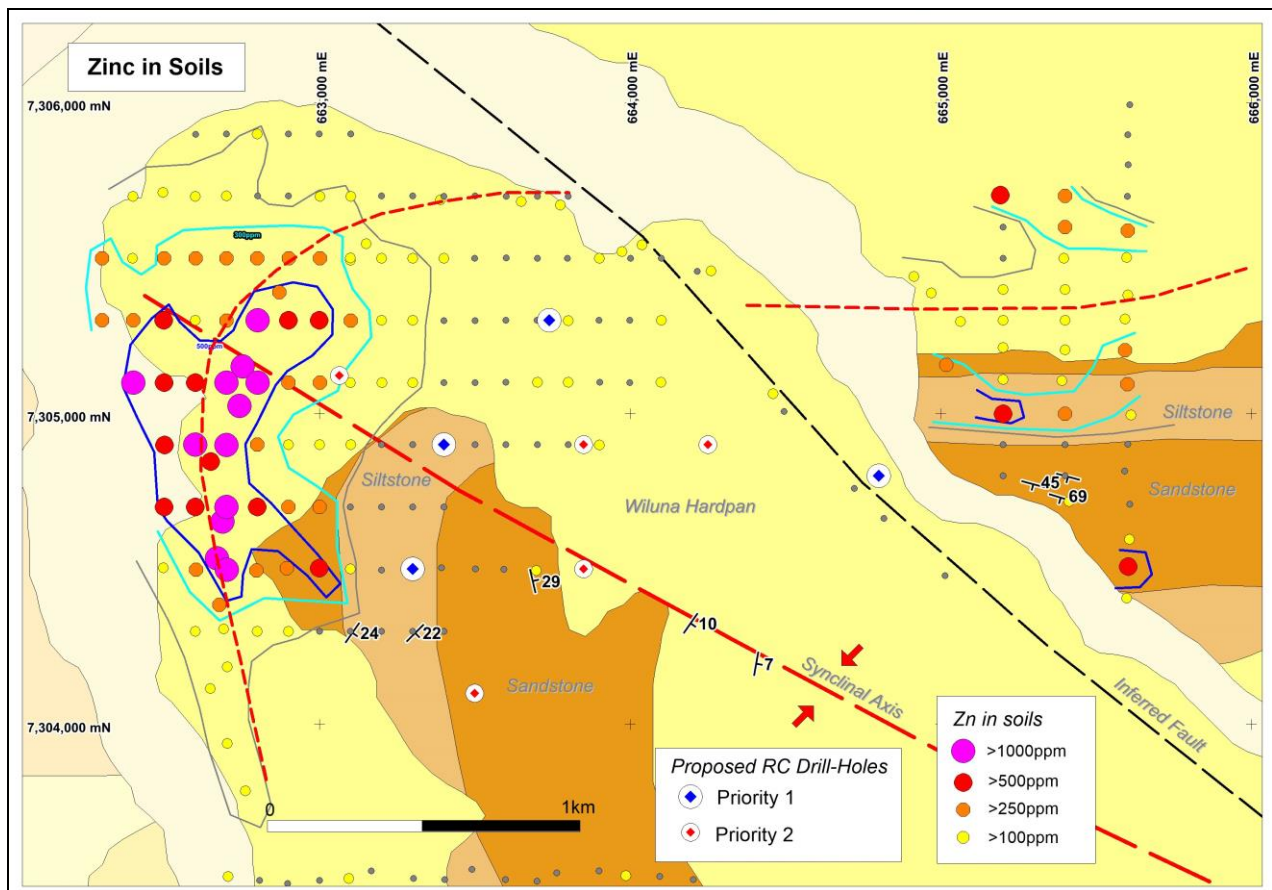 Zinc in Soils
663,000 mE
664,000 mE
665,000 mE
666,000 mE
7,306,000 mN
7,305,000 mN
7,304,000 mN
300ppm
500ppm
Siltstone
Wiluna Hardpan
Sandstone
Siltstone
Sandstone
45
69
29
24
22
10
7
Synclinal Axis
Inferred Fault
0
1km
Proposed RC Drill-Holes
Priority 1
Priority 2
Zn in soils
>1000ppm
>500ppm
>250ppm
>100ppm